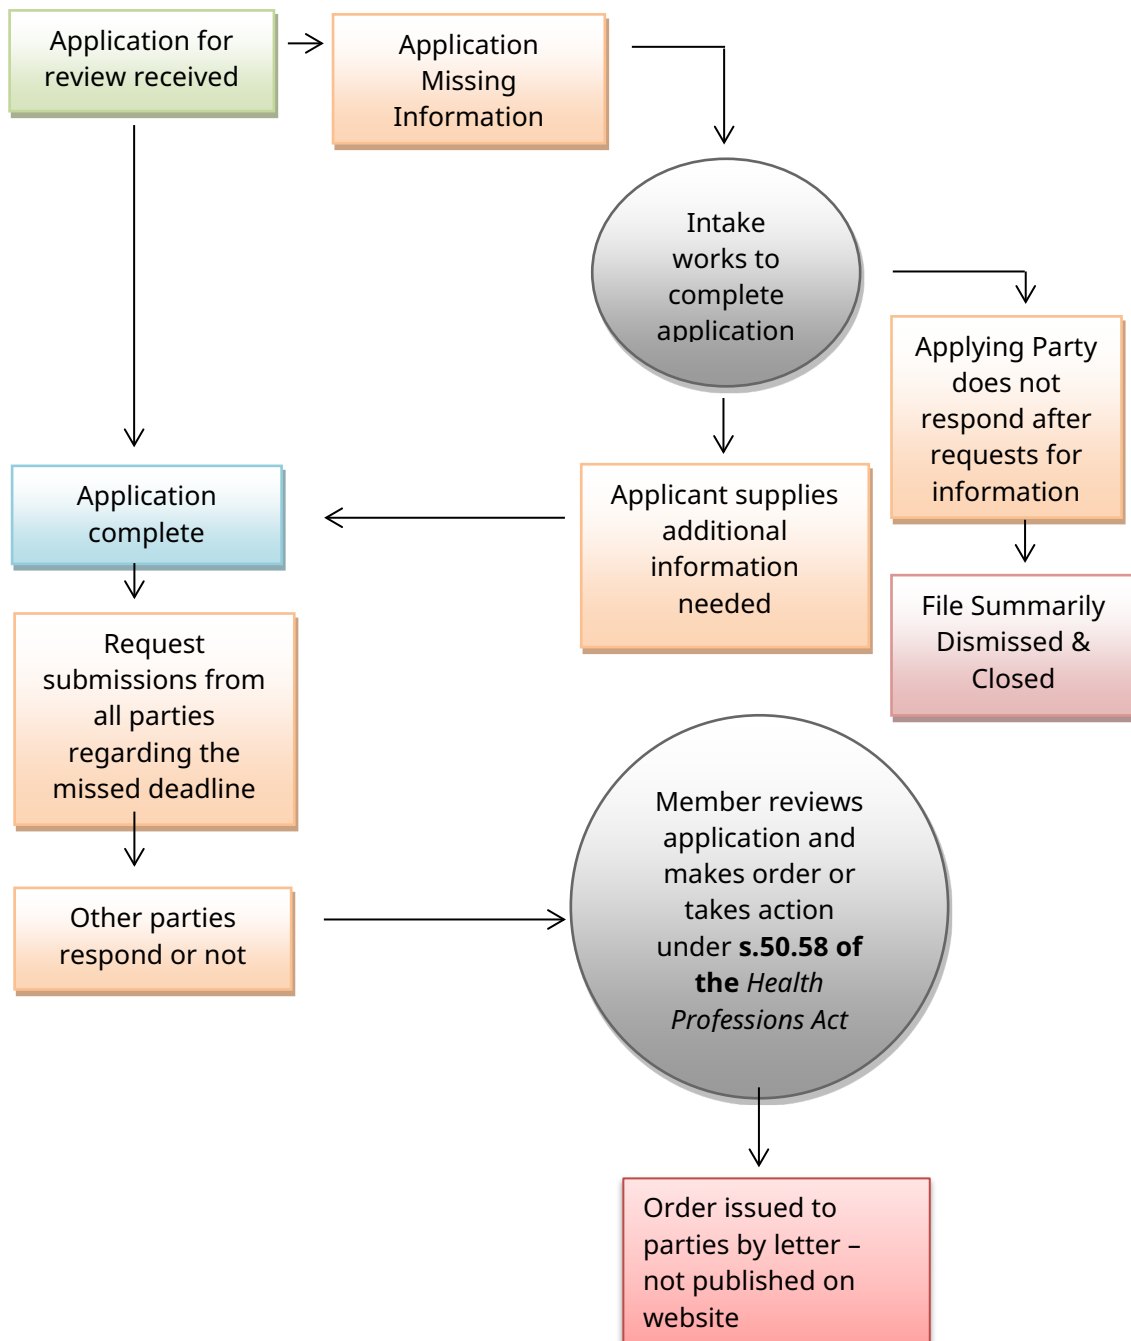 Application for
review received
Application
Missing
Information
Intake
works to
complete
application
Applying Party
does not
respond after
requests for
information
Application
complete
Applicant supplies
additional
information
needed
File Summarily
Dismissed &
Closed
Request
submissions from
all parties
regarding the
missed deadline
Member reviews
application and
makes order or
takes action
under s.50.58 of
the Health
Professions Act
Other parties
respond or not
Order issued to
parties by letter –
not published on
website